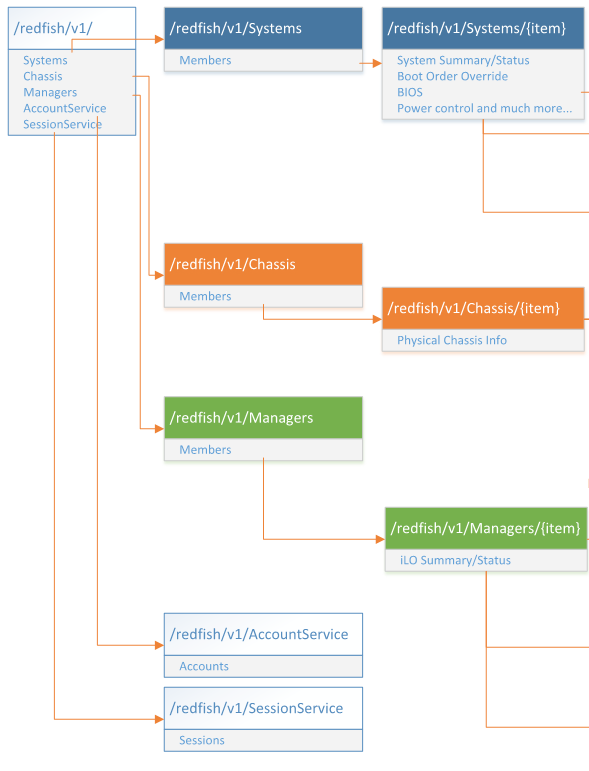 /redfish/v1/
Systems
Chassis
Managers
AccountService
SessionService
/redfish/v1/Systems
Members
/redfish/v1/Systems/{item}
System Summary/Status
Boot Order Override
BIOS
Power control and much more...
/redfish/v1/Chassis
Members
/redfish/v1/Chassis/{item}
Physical Chassis Info
/redfish/v1/Managers
Members
/redfish/v1/Managers/{item}
iLO Summary/Status
/redfish/v1/AccountService
Accounts
/redfish/v1/SessionService
Sessions